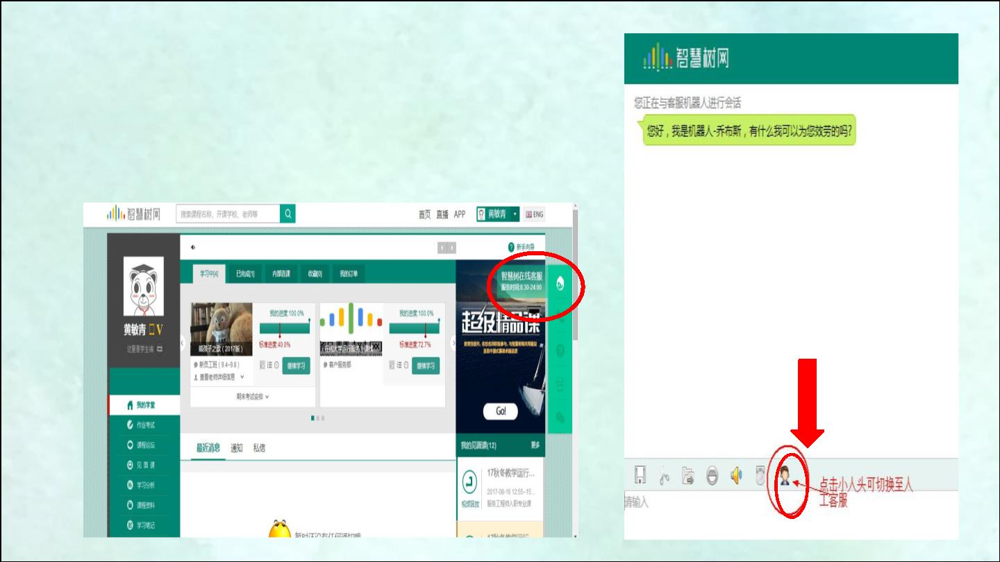 智慧树网
搜索课程名称、开课学校、老师等
首页 直播 APP
黄敏青
ENG
新手向导
学习中[4] 已完成[1] 内部选课 收藏[0] 我的订单
智慧树在线客服
服务时间:8:30-24:00
黄敏青 V
这里是学生端
我的进度:100.0%
标准进度:40.0%
熊孩子之歌(2017版)
新员工班(9.4~9.8)
查看老师详细信息
继续学习
期末考试安排
我的进度:100.0%
标准进度:72.7%
客户服务部
继续学习
超级精品课
Go!
我的学堂
作业考试
课程论坛
见面课
学习分析
课程资料
学习笔记
最近消息 通知 私信
我的见面课(12) 更多
17秋冬教学运行...
2017-08-16 12:55~15...
视频回放
服务工程师入职专业课
17秋冬教学运行...
暂时还没有任何通知哦
智慧树网
您正在与客服机器人进行会话
您好，我是机器人-乔布斯，有什么我可以为您效劳的吗?
点击小人头可切换至人
工客服
请输入